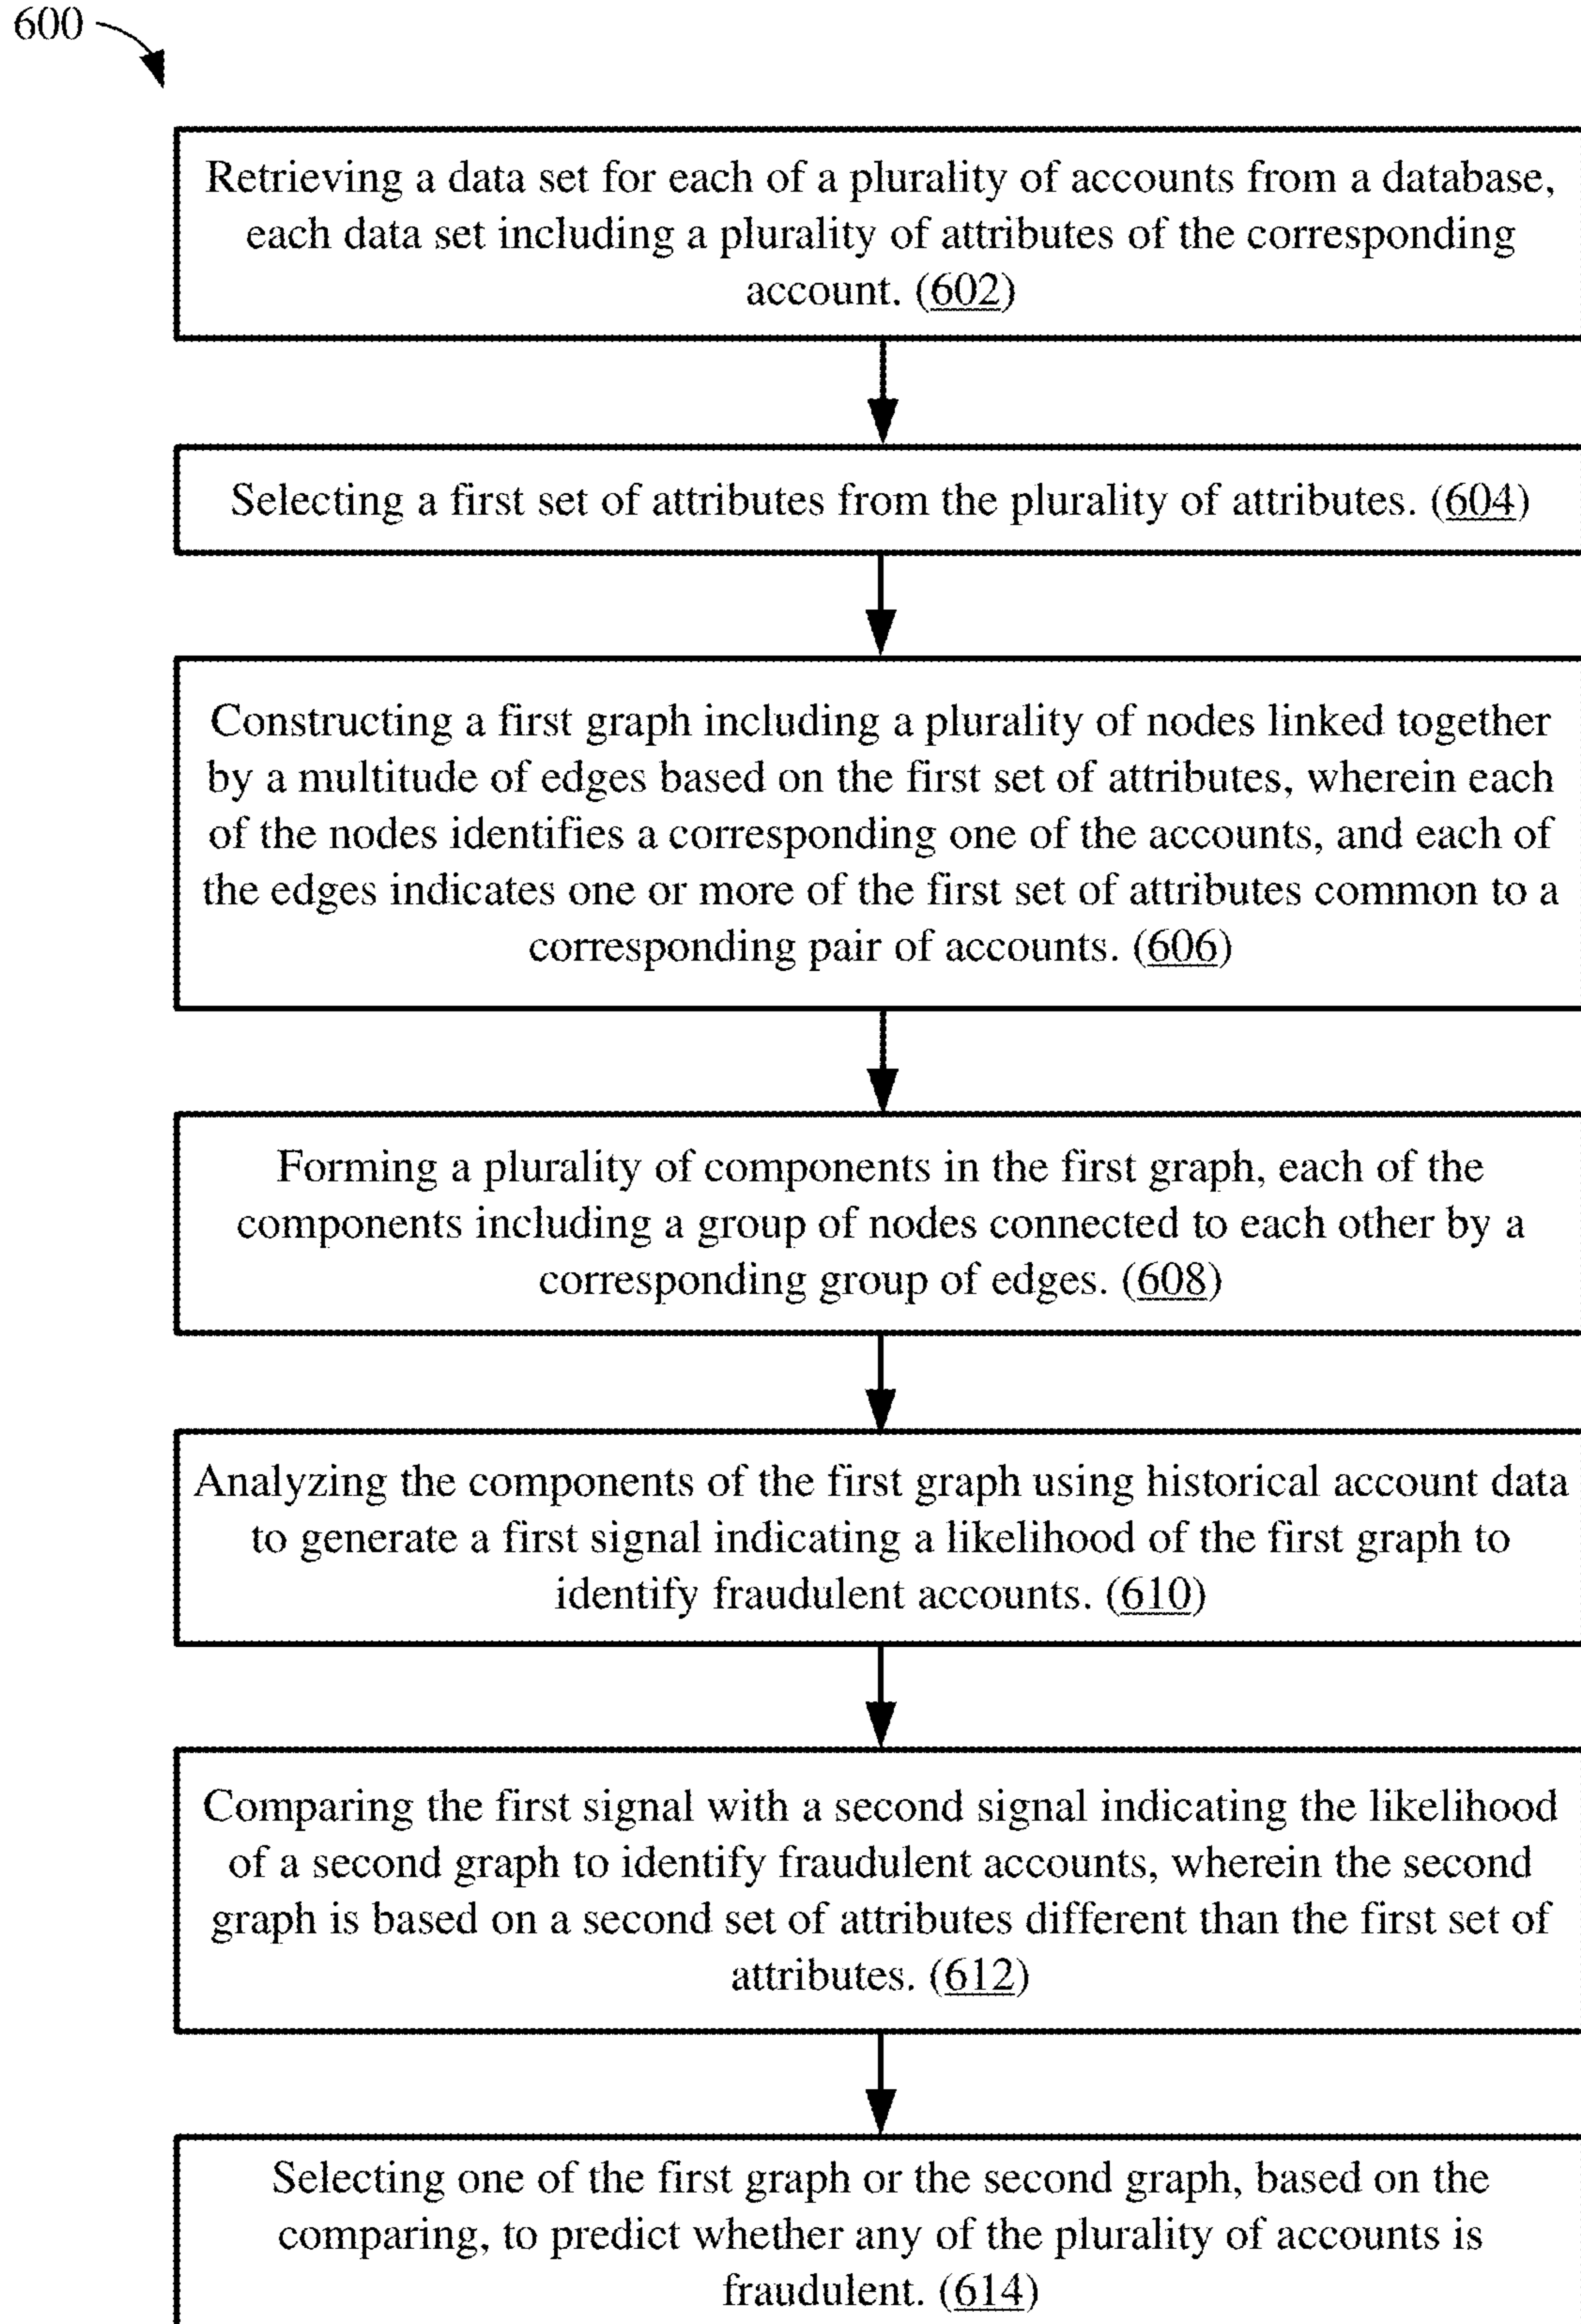 600
Retrieving a data set for each of a plurality of accounts from a database,
each data set including a plurality of attributes of the corresponding
account. (602)
Selecting a first set of attributes from the plurality of attributes. (604)
Constructing a first graph including a plurality of nodes linked together
by a multitude of edges based on the first set of attributes, wherein each
of the nodes identifies a corresponding one of the accounts, and each of
the edges indicates one or more of the first set of attributes common to a
corresponding pair of accounts. (606)
Forming a plurality of components in the first graph, each of the
components including a group of nodes connected to each other by a
corresponding group of edges. (608)
Analyzing the components of the first graph using historical account data
to generate a first signal indicating a likelihood of the first graph to
identify fraudulent accounts. (610)
Comparing the first signal with a second signal indicating the likelihood
of a second graph to identify fraudulent accounts, wherein the second
graph is based on a second set of attributes different than the first set of
attributes. (612)
Selecting one of the first graph or the second graph, based on the
comparing, to predict whether any of the plurality of accounts is
fraudulent. (614)